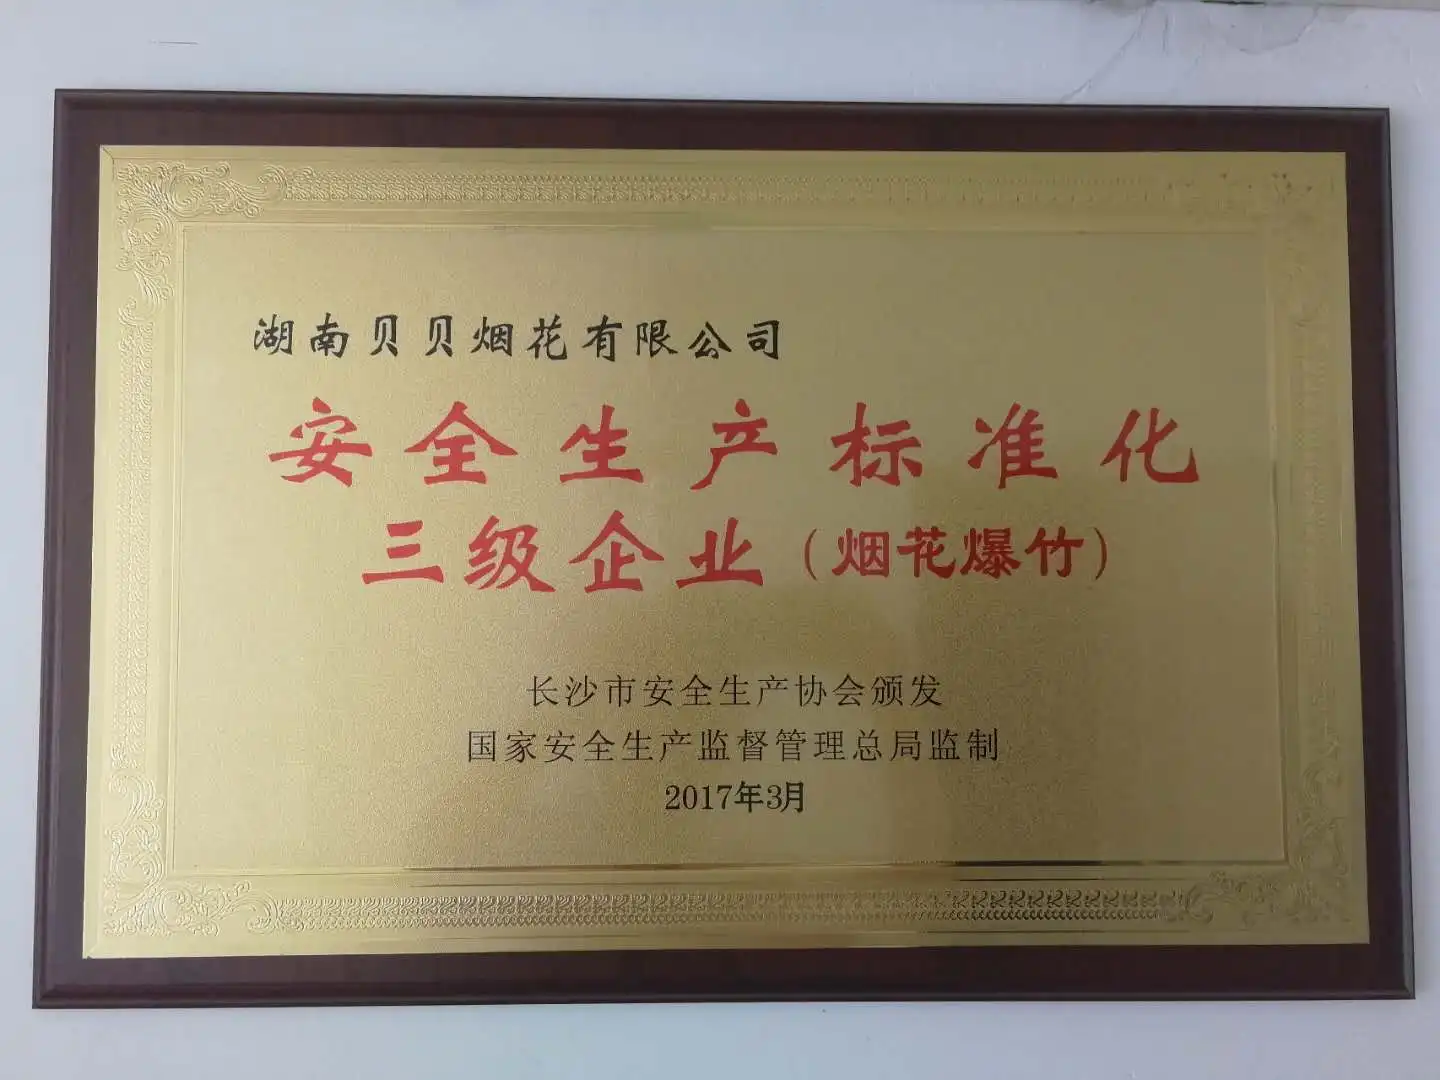 湖南贝贝烟花有限公司
安全生产标准化
三级企业（烟花爆竹）
长沙市安全生产协会颁发
国家安全生产监督管理总局监制
2017年3月